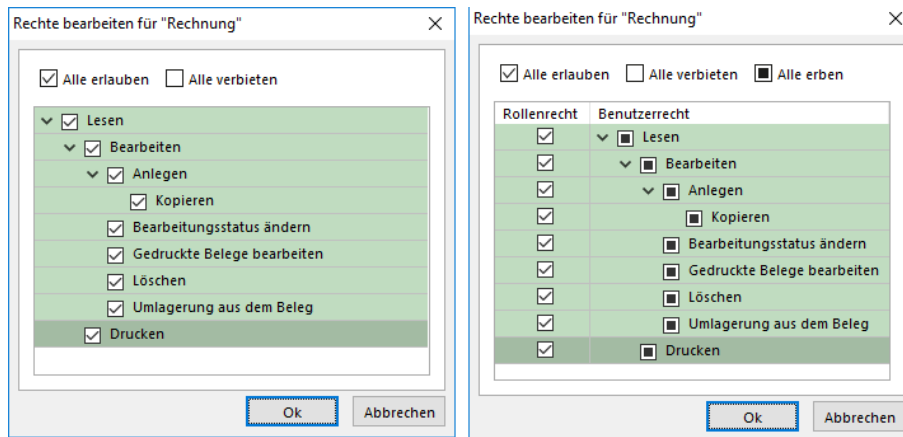 Rechte bearbeiten für "Rechnung"
Alle erlauben Alle verbieten
Lesen
Bearbeiten
Anlegen
Kopieren
Bearbeitungsstatus ändern
Gedruckte Belege bearbeiten
Löschen
Umlagerung aus dem Beleg
Drucken
Ok Abbrechen
Rechte bearbeiten für "Rechnung"
Alle erlauben Alle verbieten Alle erben
Rollenrecht Benutzerrecht
Lesen
Bearbeiten
Anlegen
Kopieren
Bearbeitungsstatus ändern
Gedruckte Belege bearbeiten
Löschen
Umlagerung aus dem Beleg
Drucken
Ok Abbrechen